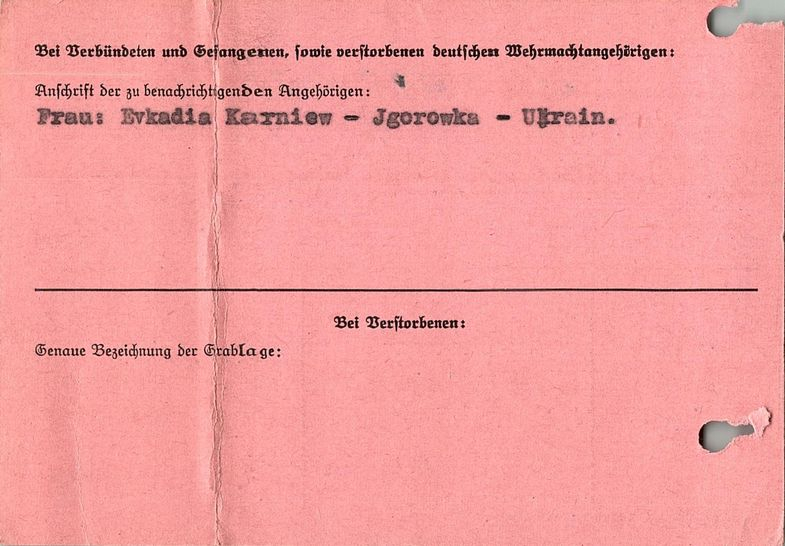 Bei Verbündeten und Gefangenen, sowie verstorbenen deutschen Wehrmachtangehörigen:
Anschrift der zu benachrichtigenden Angehörigen:
Frau: Evkadia Karniew - Jgorowka - Ukrain.
Bei Verstorbenen:
Genaue Bezeichnung der Grablage: